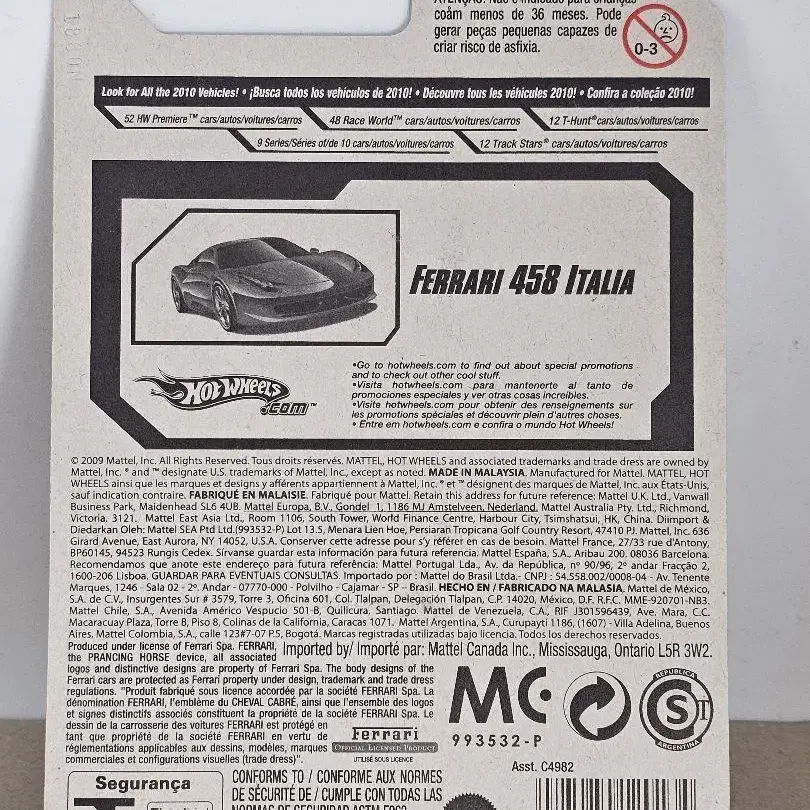 coâm menos de 36 meses. Pode
gerar peças pequenas capazes de
criar risco de asfixia.
0-3
Look for All the 2010 Vehicles! • ¡Busca todos los vehículos de 2010! • Découvre tous les véhicules 2010! • Confira a coleção 2010!
52 HW Premiere™ cars/autos/voitures/carros
48 Race World™ cars/autos/voitures/carros
12 T-Hunt® cars/autos/voitures/carros
9 Series/Séries of/de 10 cars/autos/voitures/carros
12 Track Stars® cars/autos/voitures/carros
FERRARI 458 ITALIA
HOT WHEELS
.COM™
•Go to hotwheels.com to find out about special promotions
and to check out other cool stuff.
•Visita hotwheels.com para mantenerte al tanto de
promociones especiales y ver otras cosas increíbles.
•Visite hotwheels.com pour obtenir des renseignements sur
les promotions spéciales et découvrir plein d'autres choses.
• Entre em hotwheels.com e confira o mundo Hot Wheels!
© 2009 Mattel, Inc. All Rights Reserved. Tous droits réservés. MATTEL, HOT WHEELS and associated trademarks and trade dress are owned by
Mattel, Inc. ® and ™ designate U.S. trademarks of Mattel, Inc., except as noted. MADE IN MALAYSIA. Manufactured for Mattel. MATTEL, HOT
WHEELS ainsi que les marques et designs y afférents appartiennent à Mattel, Inc. ® et ™ désignent des marques de Mattel, Inc. aux États-Unis,
sauf indication contraire. FABRIQUÉ EN MALAISIE. Fabriqué pour Mattel. Retain this address for future reference: Mattel U.K. Ltd., Vanwall
Business Park, Maidenhead SL6 4UB. Mattel Europa, B.V., Gondel 1, 1186 MJ Amstelveen, Nederland. Mattel Australia Pty. Ltd., Richmond,
Victoria. 3121. Mattel East Asia Ltd., Room 1106, South Tower, World Finance Centre, Harbour City, Tsimshatsui, HK, China. Diimport &
Diedarkan Oleh: Mattel SEA Ptd Ltd.(993532-P) Lot 13.5, Menara Lien Hoe, Persiaran Tropicana Golf Country Resort, 47410 PJ. Mattel, Inc. 636
Girard Avenue, East Aurora, NY 14052, U.S.A. Conserver cette adresse pour s'y référer en cas de besoin. Mattel France, 27/33 rue d'Antony,
BP60145, 94523 Rungis Cedex. Sírvanse guardar esta información para futura referencia. Mattel España, S.A., Aribau 200. 08036 Barcelona.
Recomendamos que anote este endereço para futura referência: Mattel Portugal Lda., Av. da República, nº 90/96, 2º andar Fracção 2,
1600-206 Lisboa. GUARDAR PARA EVENTUAIS CONSULTAS. Importado por : Mattel do Brasil Ltda.- CNPJ : 54.558.002/0008-04 - Av. Tenente
Marques, 1246 - Sala 02 - 2º. Andar - 07770-000 - Polvilho - Cajamar - SP – Brasil. HECHO EN / FABRICADO NA MALASIA. Mattel de México,
S.A. de C.V., Insurgentes Sur # 3579, Torre 3, Oficina 601, Col. Tlalpan, Delegación Tlalpan, C.P. 14020, México, D.F. R.F.C. MME-920701-NB3.
Mattel Chile, S.A., Avenida Américo Vespucio 501-B, Quilicura, Santiago. Mattel de Venezuela, C.A., RIF J301596439, Ave. Mara, C.C.
Macaracuay Plaza, Torre B, Piso 8, Colinas de la California, Caracas 1071. Mattel Argentina, S.A., Curupaytí 1186, (1607) - Villa Adelina, Buenos
Aires. Mattel Colombia, S.A., calle 123#7-07 P.5, Bogotá. Marcas registradas utilizadas bajo licencia. Todos los derechos reservados.
Produced under license of Ferrari Spa. FERRARI,
the PRANCING HORSE device, all associated
logos and distinctive designs are property of Ferrari Spa. The body designs of the
Ferrari cars are protected as Ferrari property under design, trademark and trade dress
regulations. "Produit fabriqué sous licence accordée par la société FERRARI Spa. La
dénomination FERRARI, l'emblème du CHEVAL CABRÉ, ainsi que l'ensemble des logos
et signes distinctifs associés constituent la propriété de la société FERRARI Spa. Le
dessin de la carrosserie des voitures FERRARI est protégé en
tant que propriété de la société FERRARI en vertu de
réglementations applicables aux dessins, modèles, marques
commerciales et configurations visuelles (trade dress)".
Imported by/ Importé par: Mattel Canada Inc., Mississauga, Ontario L5R 3W2.
Ferrari
OFFICIAL LICENSED PRODUCT
UTILISÉ SOUS LICENCE
MC
993532-P
REPUBLICA
S
ARGENTINA
Asst. C4982
Segurança
CONFORMS TO / CONFORME AUX NORMES
DE SÉCURITÉ DE / CUMPLE CON TODAS LAS